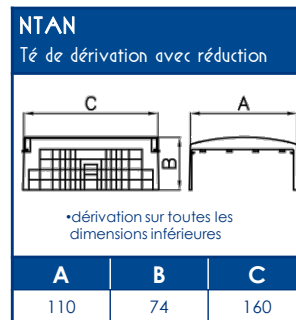 NTAN
Té de dérivation avec réduction
C
A
B
•dérivation sur toutes les
dimensions inférieures
A B C
110 74 160